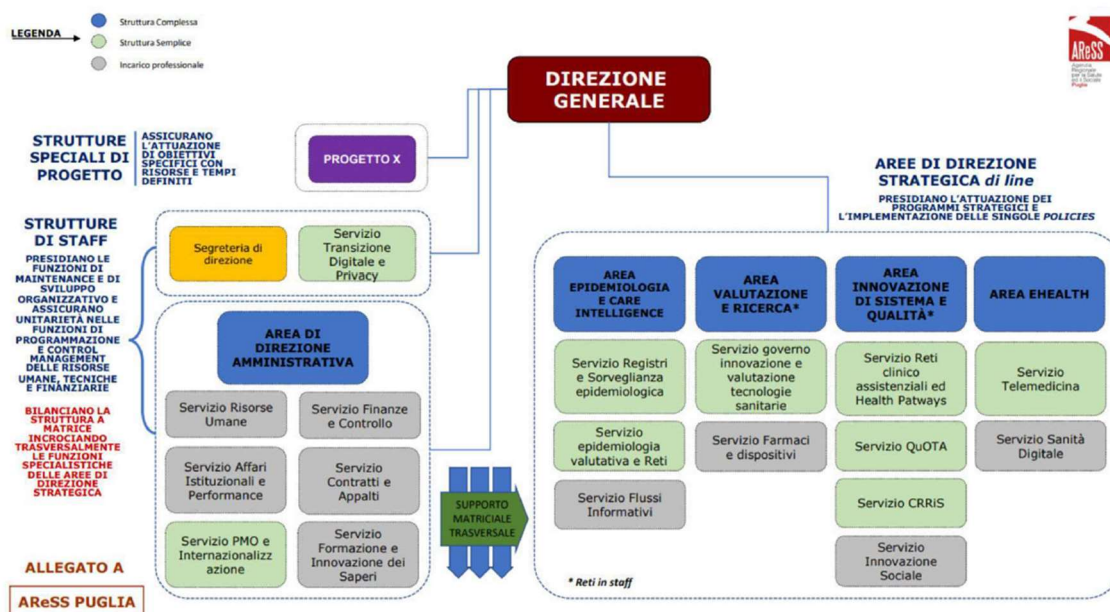 LEGENDA
Struttura Complessa
Struttura Semplice
Incarico professionale
DIREZIONE
GENERALE
AReSS
Agenzia
Regionale
per la Salute
ed il Sociale
Puglia
STRUTTURE
SPECIALI DI
PROGETTO
ASSICURANO
L'ATTUAZIONE
DI OBIETTIVI
SPECIFICI CON
RISORSE E TEMPI
DEFINITI
PROGETTO X
AREE DI DIREZIONE
STRATEGICA di line
PRESIDIANO L'ATTUAZIONE DEI
PROGRAMMI STRATEGICI E
L'IMPLEMENTAZIONE DELLE SINGOLE POLICIES
STRUTTURE
DI STAFF
PRESIDIANO LE
FUNZIONI DI
MAINTENANCE E DI
SVILUPPO
ORGANIZZATIVO E
ASSICURANO
UNITARIETÀ NELLE
FUNZIONI DI
PROGRAMMAZIONE
E CONTROL
MANAGEMENT
DELLE RISORSE
UMANE, TECNICHE
E FINANZIARIE
BILANCIANO LA
STRUTTURA A
MATRICE
INCROCIANDO
TRASVERSALMENTE
LE FUNZIONI
SPECIALISTICHE
DELLE AREE DI
DIREZIONE
STRATEGICA
Segreteria di
direzione
Servizio
Transizione
Digitale e
Privacy
AREA DI
DIREZIONE
AMMINISTRATIVA
Servizio Risorse
Umane
Servizio Finanze
e Controllo
Servizio Affari
Istituzionali e
Performance
Servizio
Contratti e
Appalti
Servizio PMO e
Internazionalizz
azione
Servizio
Formazione e
Innovazione dei
Saperi
SUPPORTO
MATRICIALE
TRASVERSALE
AREA
EPIDEMIOLOGIA
E CARE
INTELLIGENCE
Servizio Registri
e Sorveglianza
epidemiologica
Servizio
epidemiologia
valutativa e Reti
Servizio Flussi
Informativi
AREA
VALUTAZIONE
E RICERCA*
Servizio governo
innovazione e
valutazione
tecnologie
sanitarie
Servizio Farmaci
e dispositivi
AREA
INNOVAZIONE
DI SISTEMA E
QUALITÀ*
Servizio Reti
clinico
assistenziali ed
Health Patways
Servizio QuOTA
Servizio CRRiS
Servizio
Innovazione
Sociale
AREA EHEALTH
Servizio
Telemedicina
Servizio Sanità
Digitale
* Reti in staff
ALLEGATO A
AReSS PUGLIA